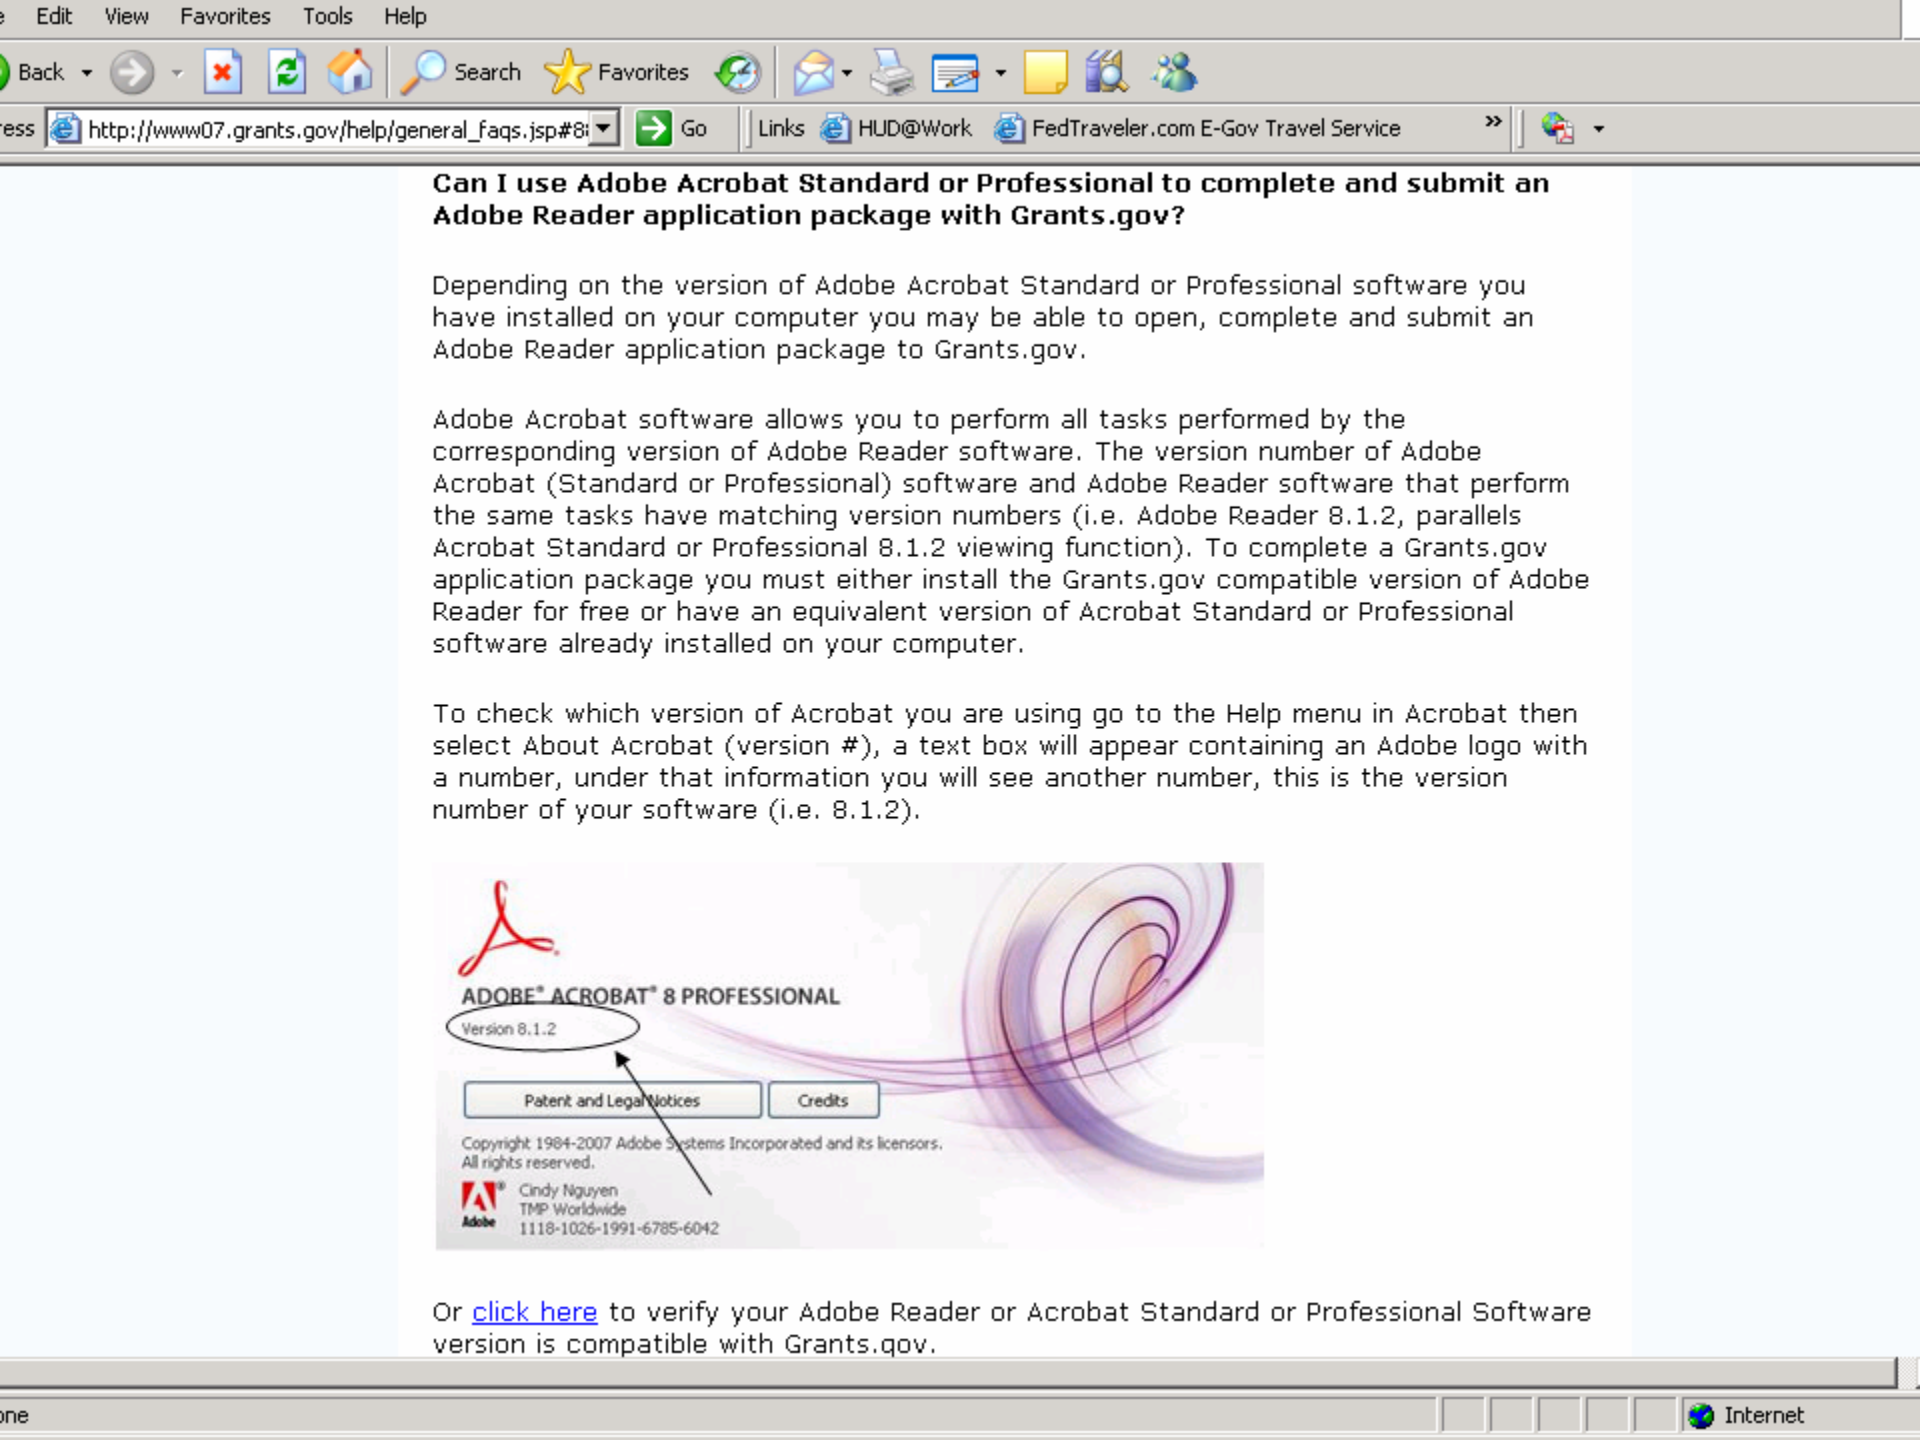 Edit View Favorites Tools Help
Back Search Favorites
http://www07.grants.gov/help/general_faqs.jsp#8 Go Links HUD@Work FedTraveler.com E-Gov Travel Service »
Can I use Adobe Acrobat Standard or Professional to complete and submit an
Adobe Reader application package with Grants.gov?
Depending on the version of Adobe Acrobat Standard or Professional software you
have installed on your computer you may be able to open, complete and submit an
Adobe Reader application package to Grants.gov.
Adobe Acrobat software allows you to perform all tasks performed by the
corresponding version of Adobe Reader software. The version number of Adobe
Acrobat (Standard or Professional) software and Adobe Reader software that perform
the same tasks have matching version numbers (i.e. Adobe Reader 8.1.2, parallels
Acrobat Standard or Professional 8.1.2 viewing function). To complete a Grants.gov
application package you must either install the Grants.gov compatible version of Adobe
Reader for free or have an equivalent version of Acrobat Standard or Professional
software already installed on your computer.
To check which version of Acrobat you are using go to the Help menu in Acrobat then
select About Acrobat (version #), a text box will appear containing an Adobe logo with
a number, under that information you will see another number, this is the version
number of your software (i.e. 8.1.2).
ADOBE® ACROBAT® 8 PROFESSIONAL
Version 8.1.2
Patent and Legal Notices Credits
Copyright 1984-2007 Adobe Systems Incorporated and its licensors.
All rights reserved.
Cindy Nguyen
TMP Worldwide
Adobe 1118-1026-1991-6785-6042
Or click here to verify your Adobe Reader or Acrobat Standard or Professional Software
version is compatible with Grants.gov.
Internet